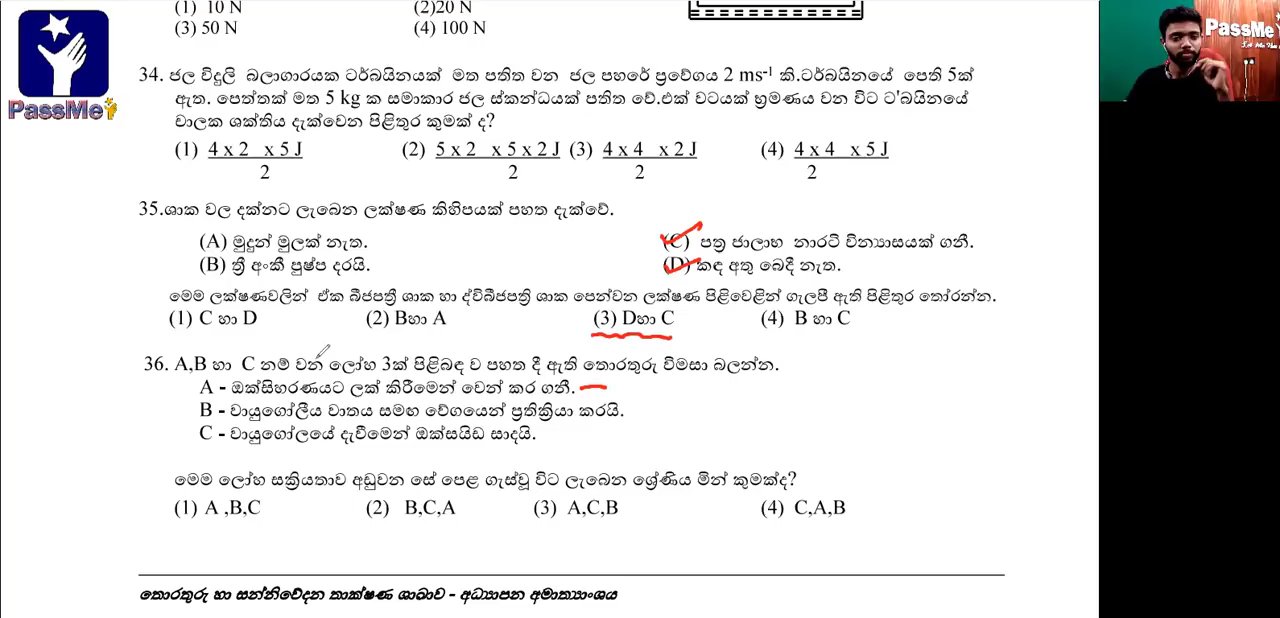 (1) 10 N (2)20 N
(3) 50 N (4) 100 N
PassMe
PassMe
34. ජල විදුලි බලාගාරයක ටර්බයිනයක් මත පතිත වන ජල පහරේ ප්‍රවේගය 2 ms⁻¹ කි.ටර්බයිනයේ පෙති 5ක්
ඇත. පෙත්තක් මත 5 kg ක සමාකාර ජල ස්කන්ධයක් පතිත වේ.එක් වටයක් භ්‍රමණය වන විට ට'බයිනයේ
චාලක ශක්තිය දැක්වෙන පිළිතුර කුමක් ද?
(1) 4 x 2 x 5 J (2) 5 x 2 x 5 x 2 J (3) 4 x 4 x 2 J (4) 4 x 4 x 5 J
2 2 2 2
35.ශාක වල දක්නට ලැබෙන ලක්ෂණ කිහිපයක් පහත දැක්වේ.
(A) මුදුන් මුලක් නැත. (C) පත්‍ර ජාලාභ නාරටි වින්‍යාසයක් ගනී.
(B) ත්‍රී අංකී පුෂ්ප දරයි. (D) කඳ අතු බෙදී නැත.
මෙම ලක්ෂණවලින් ඒක බීජපත්‍රී ශාක හා ද්විබීජපත්‍රි ශාක පෙන්වන ලක්ෂණ පිළිවෙළින් ගැලපී ඇති පිළිතුර තෝරන්න.
(1) C හා D (2) Bහා A (3) Dහා C (4) B හා C
36. A,B හා C නම් වන් ලෝහ 3ක් පිළිබඳ ව පහත දී ඇති තොරතුරු විමසා බලන්න.
A - ඔක්සිහරණයට ලක් කිරීමෙන් වෙන් කර ගනී.
B - වායුගෝලීය වාතය සමඟ වේගයෙන් ප්‍රතික්‍රියා කරයි.
C - වායුගෝලයේ දැවීමෙන් ඔක්සයිඩ සාදයි.
මෙම ලෝහ සක්‍රියතාව අඩුවන සේ පෙළ ගැස්වූ විට ලැබෙන ශ්‍රේණිය මින් කුමක්ද?
(1) A ,B,C (2) B,C,A (3) A,C,B (4) C,A,B
තොරතුරු හා සන්නිවේදන තාක්ෂණ ශාඛාව - අධ්‍යාපන අමාත්‍යාංශය